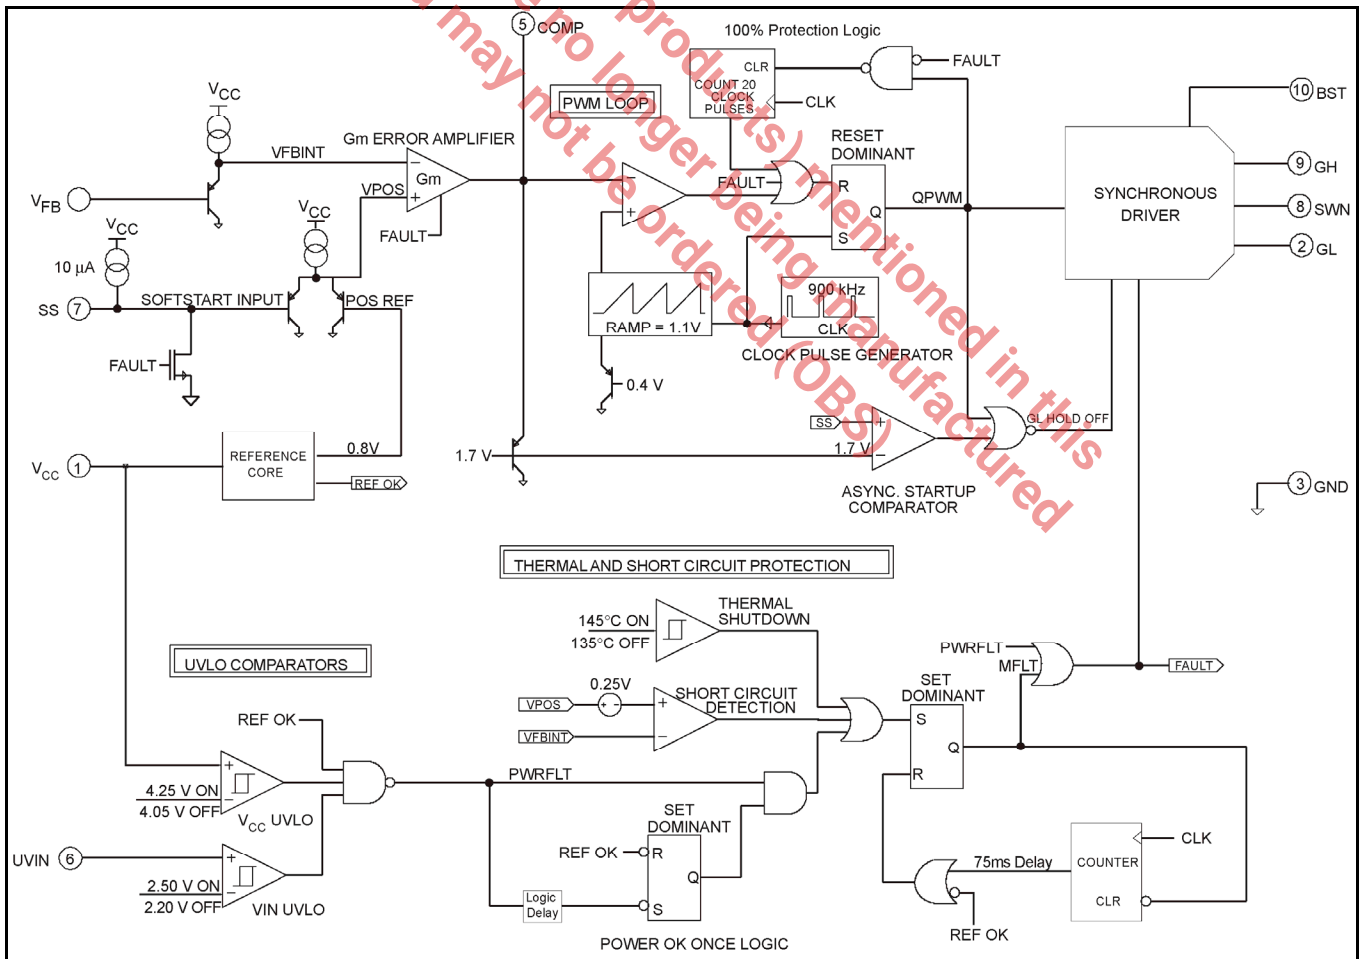 5 COMP
100% Protection Logic
CLR
COUNT 20
CLOCK
PULSES
CLK
FAULT
PWM LOOP
VCC
Gm ERROR AMPLIFIER
VFBINT
−
Gm
+
VPOS
FAULT
VFB
VCC
VCC
10 µA
SS 7
SOFTSTART INPUT
POS REF
FAULT
−
+
FAULT
RESET
DOMINANT
R
Q
S
QPWM
SYNCHRONOUS
DRIVER
10 BST
9 GH
8 SWN
2 GL
3 GND
RAMP = 1.1V
900 kHz
CLK
CLOCK PULSE GENERATOR
0.4 V
SS
+
1.7 V
−
GL HOLD OFF
ASYNC. STARTUP
COMPARATOR
1.7 V
VCC 1
REFERENCE
CORE
0.8V
REF OK
THERMAL AND SHORT CIRCUIT PROTECTION
145°C ON
135°C OFF
THERMAL
SHUTDOWN
0.25V
+ -
VPOS
VFBINT
+
−
SHORT CIRCUIT
DETECTION
UVLO COMPARATORS
REF OK
+
−
4.25 V ON
4.05 V OFF
VCC UVLO
UVIN 6
+
−
2.50 V ON
2.20 V OFF
VIN UVLO
PWRFLT
SET
DOMINANT
REF OK
R
Q
S
Logic
Delay
POWER OK ONCE LOGIC
SET
DOMINANT
S
Q
R
PWRFLT
MFLT
FAULT
75ms Delay
COUNTER
CLK
CLR
REF OK
products) mentioned in this
e no longer being manufactured
may not be ordered (OBS)